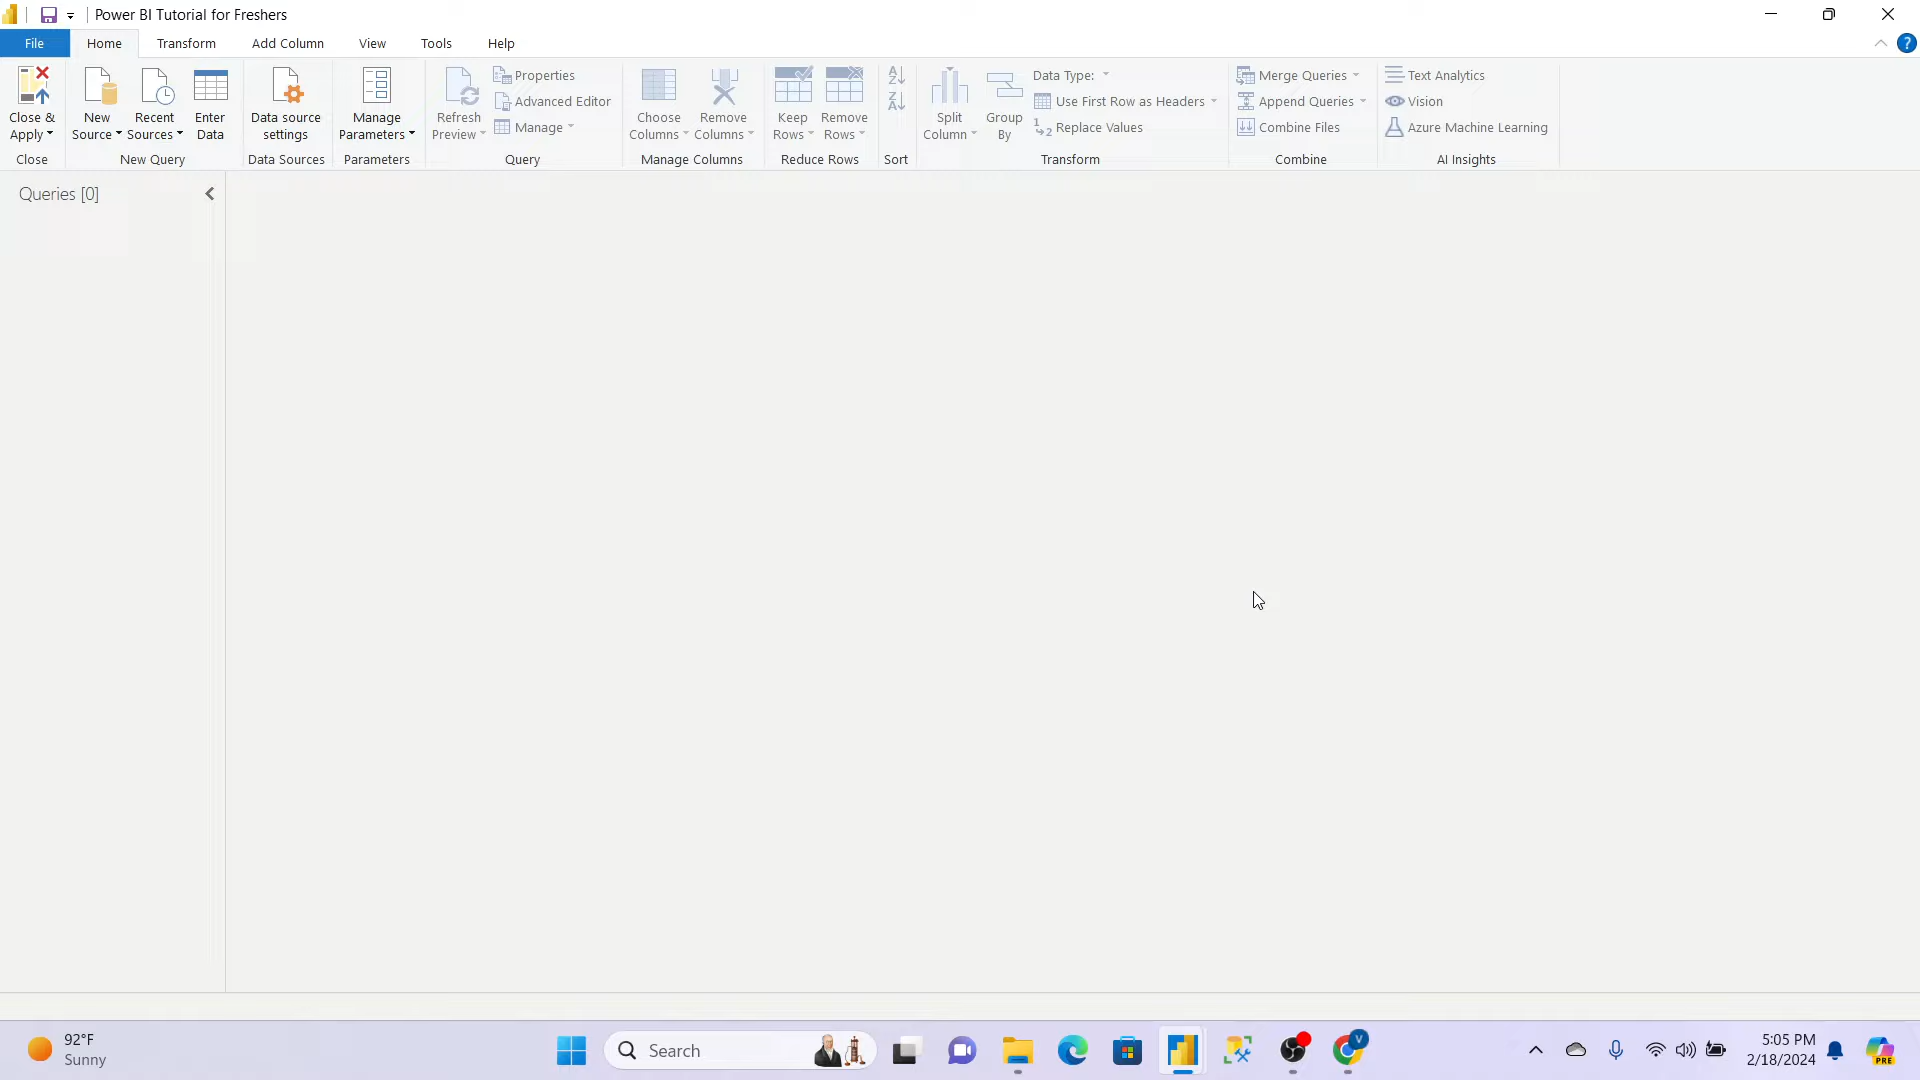 Power BI Tutorial for Freshers
File Home Transform Add Column View Tools Help
?
Close &
Apply
Close
New
Source
Recent
Sources
Enter
Data
New Query
Data source
settings
Data Sources
Manage
Parameters
Parameters
Refresh
Preview
Properties
Advanced Editor
Manage
Query
Choose
Columns
Remove
Columns
Manage Columns
Keep
Rows
Remove
Rows
Reduce Rows
A
Z
Z
A
Sort
Split
Column
Group
By
Data Type:
Use First Row as Headers
1
2
Replace Values
Transform
Merge Queries
Append Queries
Combine Files
Combine
Text Analytics
Vision
Azure Machine Learning
AI Insights
Queries [0]
92°F
Sunny
Search
V
5:05 PM
2/18/2024
PRE